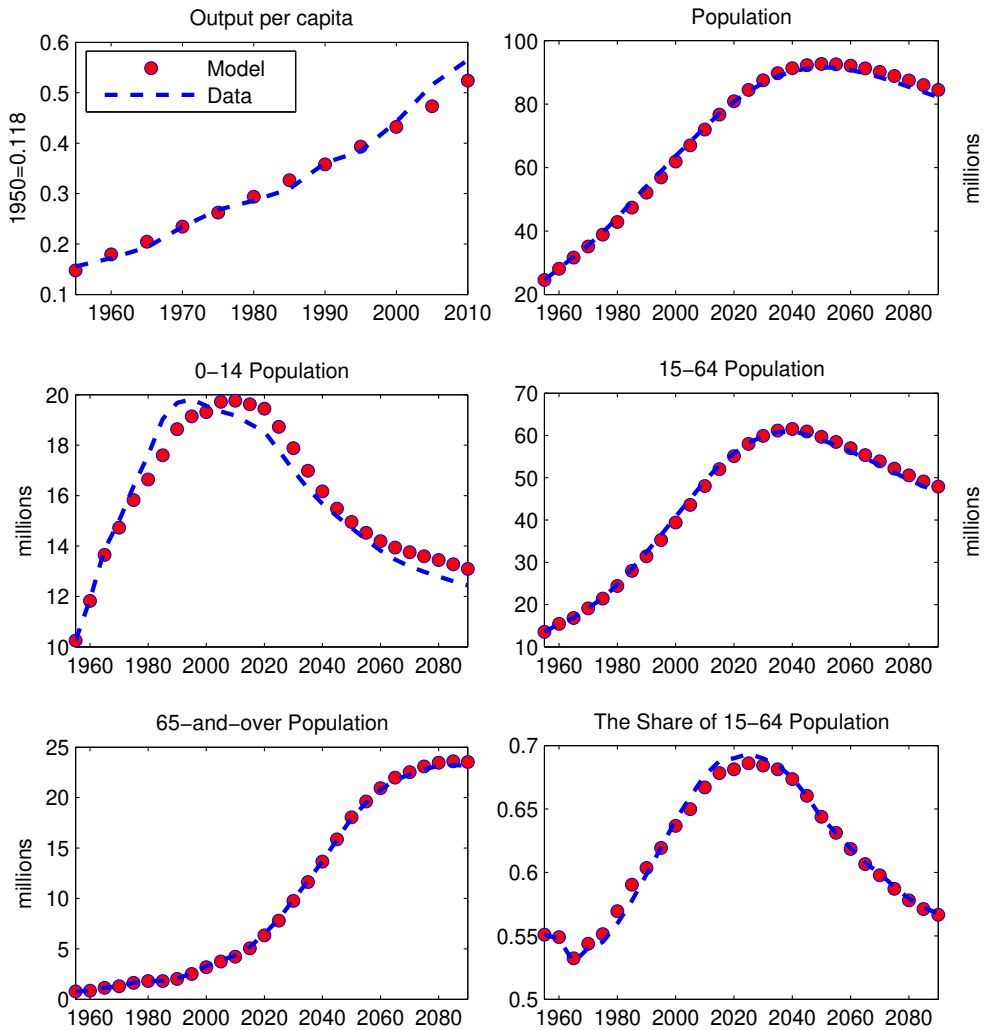 Output per capita
0.6
0.5
0.4
0.3
0.2
0.1
1950=0.118
Model
Data
1960 1970 1980 1990 2000 2010
Population
100
80
60
40
20
millions
1960 1980 2000 2020 2040 2060 2080
0−14 Population
20
18
16
14
12
10
millions
1960 1980 2000 2020 2040 2060 2080
15−64 Population
70
60
50
40
30
20
10
millions
1960 1980 2000 2020 2040 2060 2080
65−and−over Population
25
20
15
10
5
0
millions
1960 1980 2000 2020 2040 2060 2080
The Share of 15−64 Population
0.7
0.65
0.6
0.55
0.5
1960 1980 2000 2020 2040 2060 2080